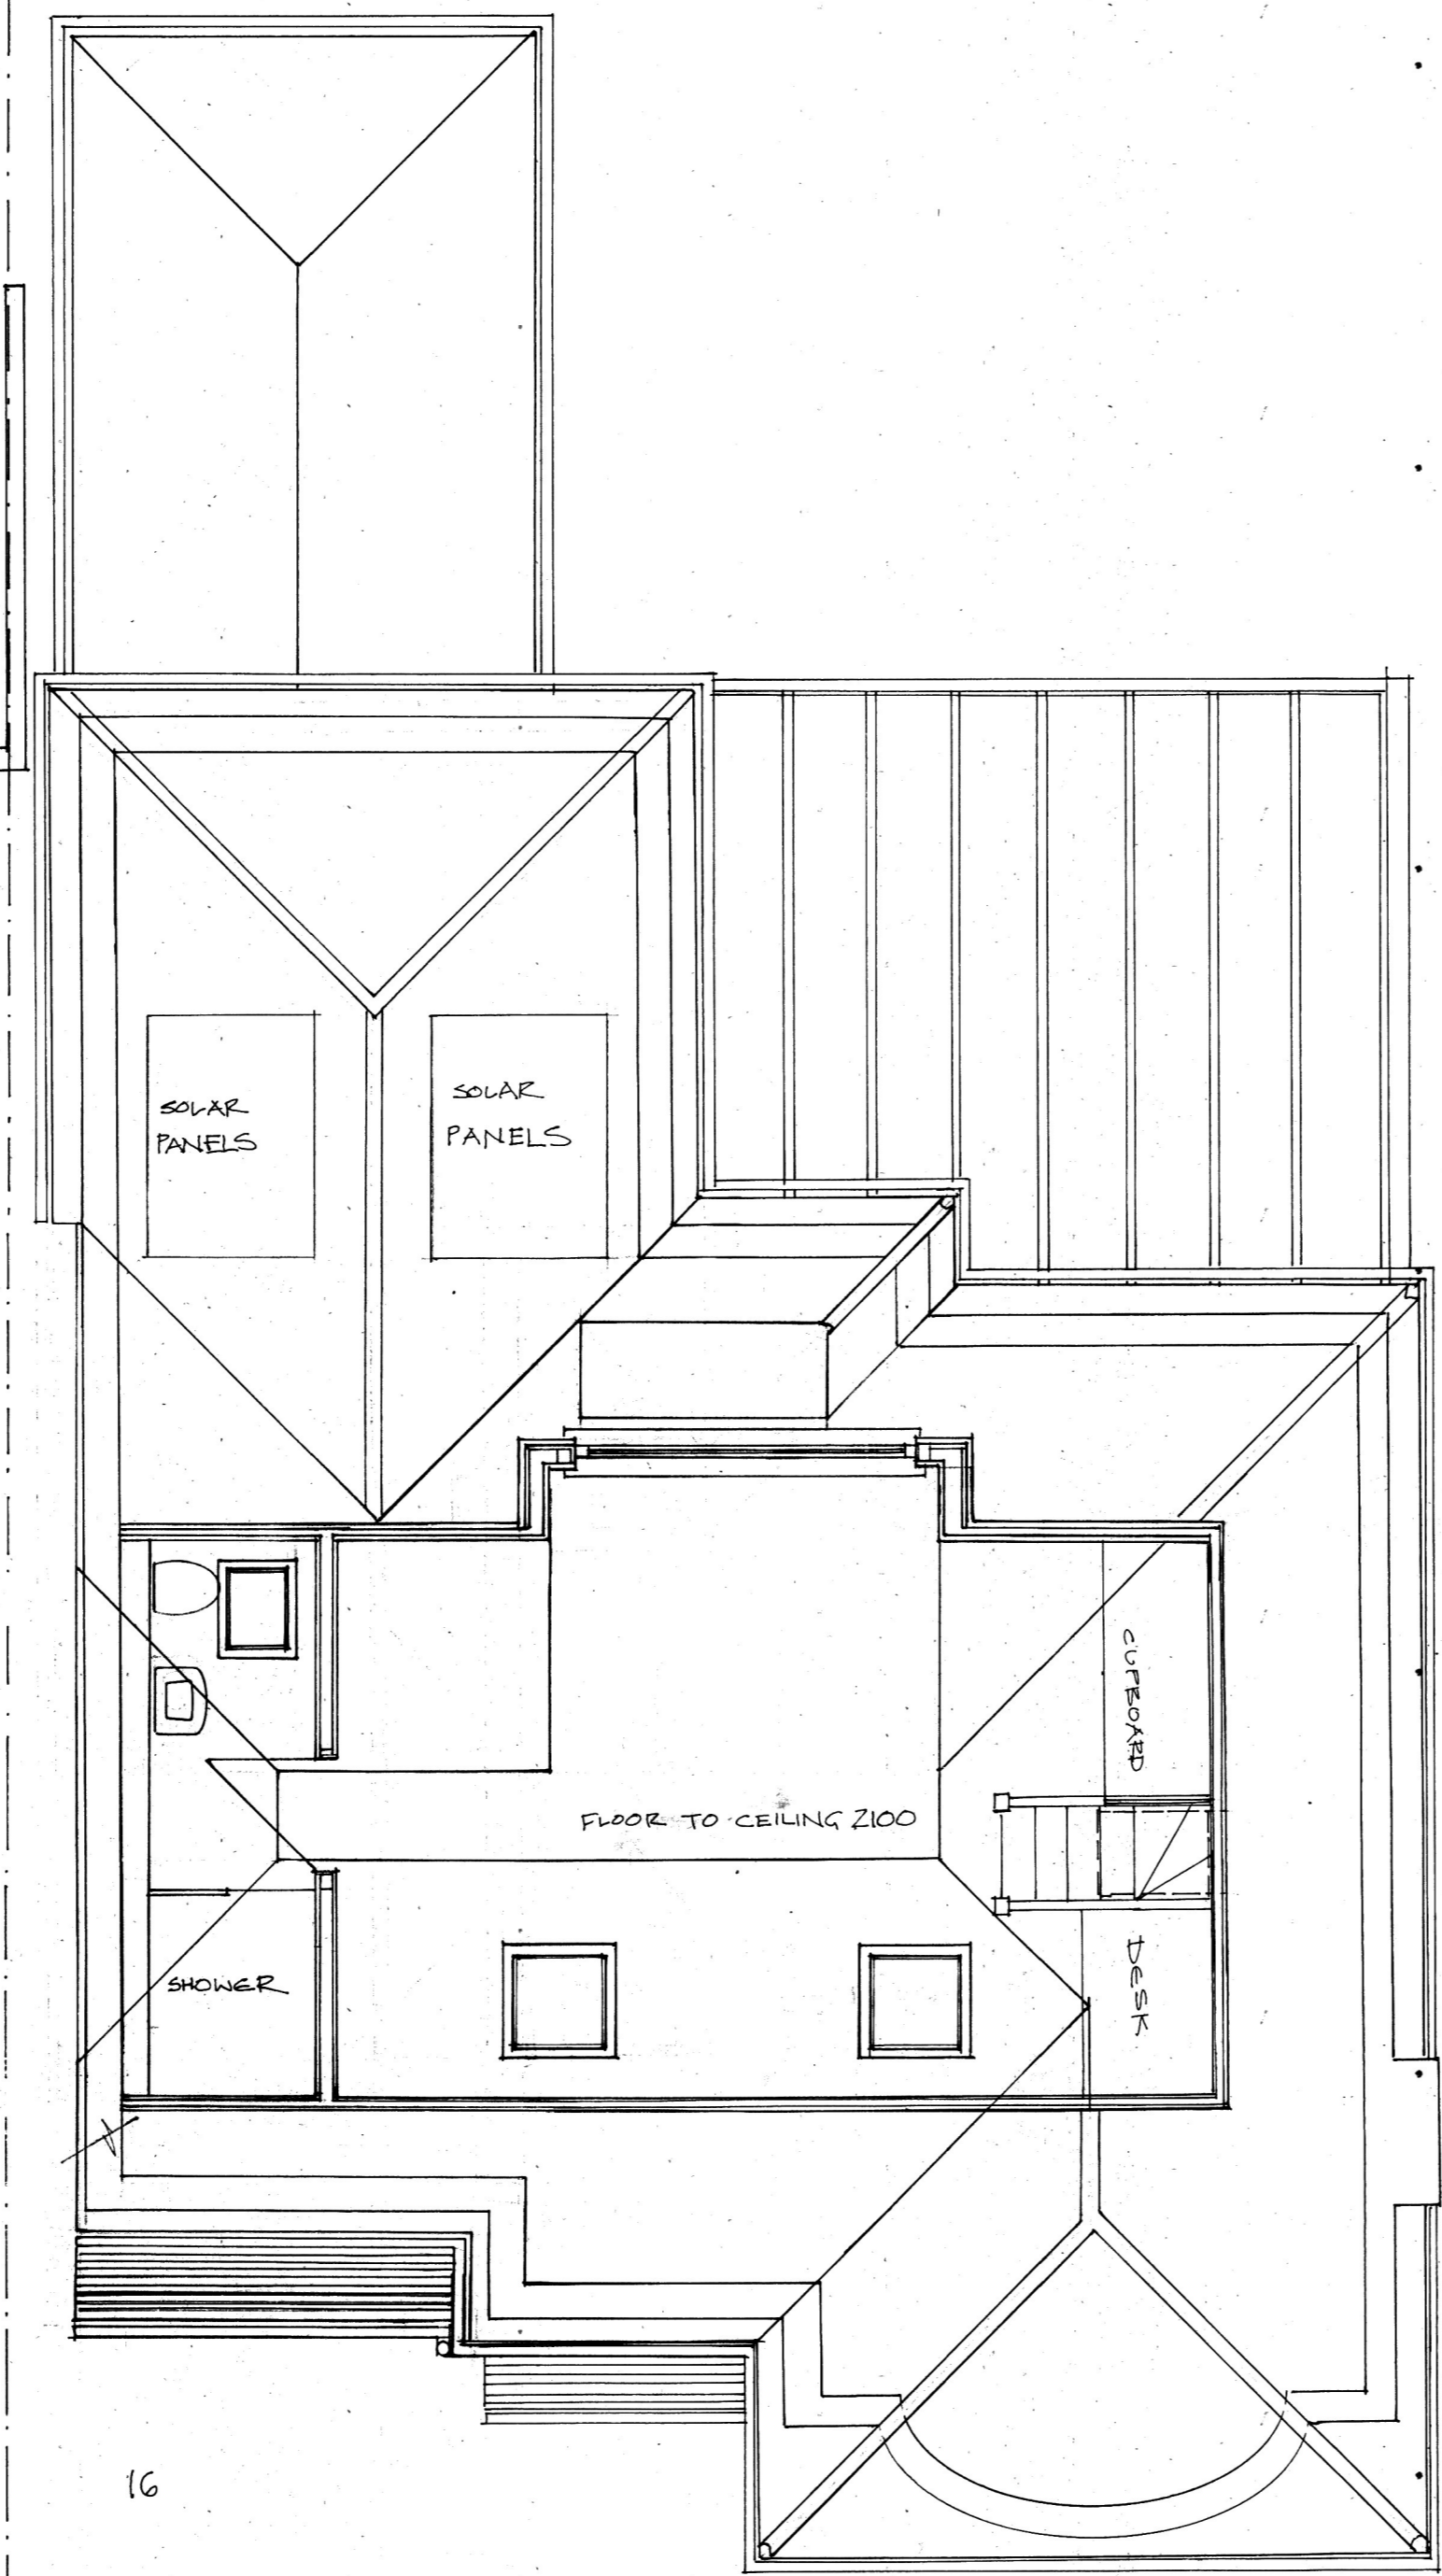 SOLAR
PANELS
SOLAR
PANELS
CUPBOARD
FLOOR TO CEILING 2100
DESK
SHOWER
16